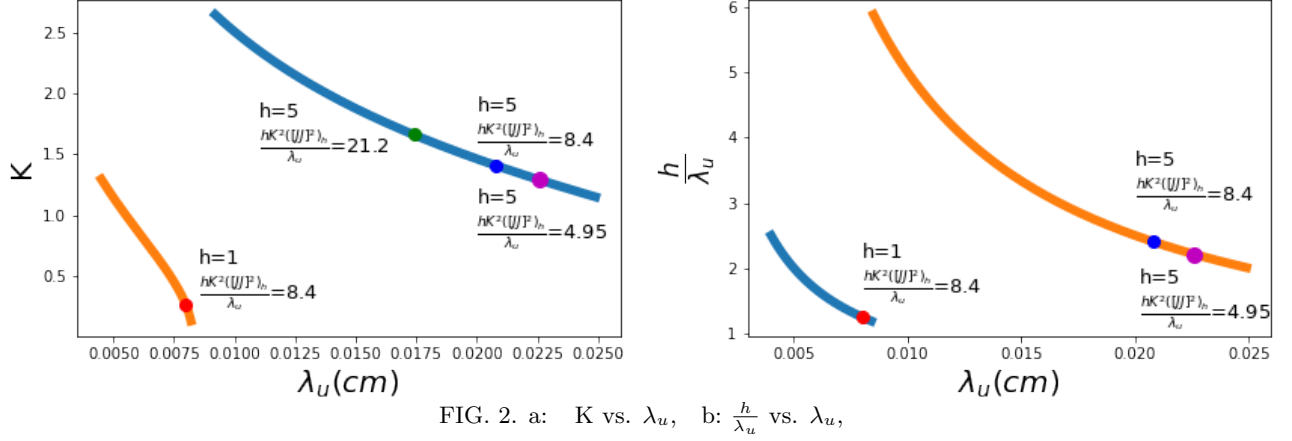 2.5
2.0
1.5
1.0
0.5
K
h=5
hK²([JJ]²)ₕ/λᵤ=21.2
h=5
hK²([JJ]²)ₕ/λᵤ=8.4
h=5
hK²([JJ]²)ₕ/λᵤ=4.95
h=1
hK²([JJ]²)ₕ/λᵤ=8.4
0.0050 0.0075 0.0100 0.0125 0.0150 0.0175 0.0200 0.0225 0.0250
λᵤ(cm)
6
5
4
3
2
1
h/λᵤ
h=5
hK²([JJ]²)ₕ/λᵤ=8.4
h=1
hK²([JJ]²)ₕ/λᵤ=8.4
h=5
hK²([JJ]²)ₕ/λᵤ=4.95
0.005 0.010 0.015 0.020 0.025
λᵤ(cm)
FIG. 2. a: K vs. λᵤ, b: h/λᵤ vs. λᵤ,